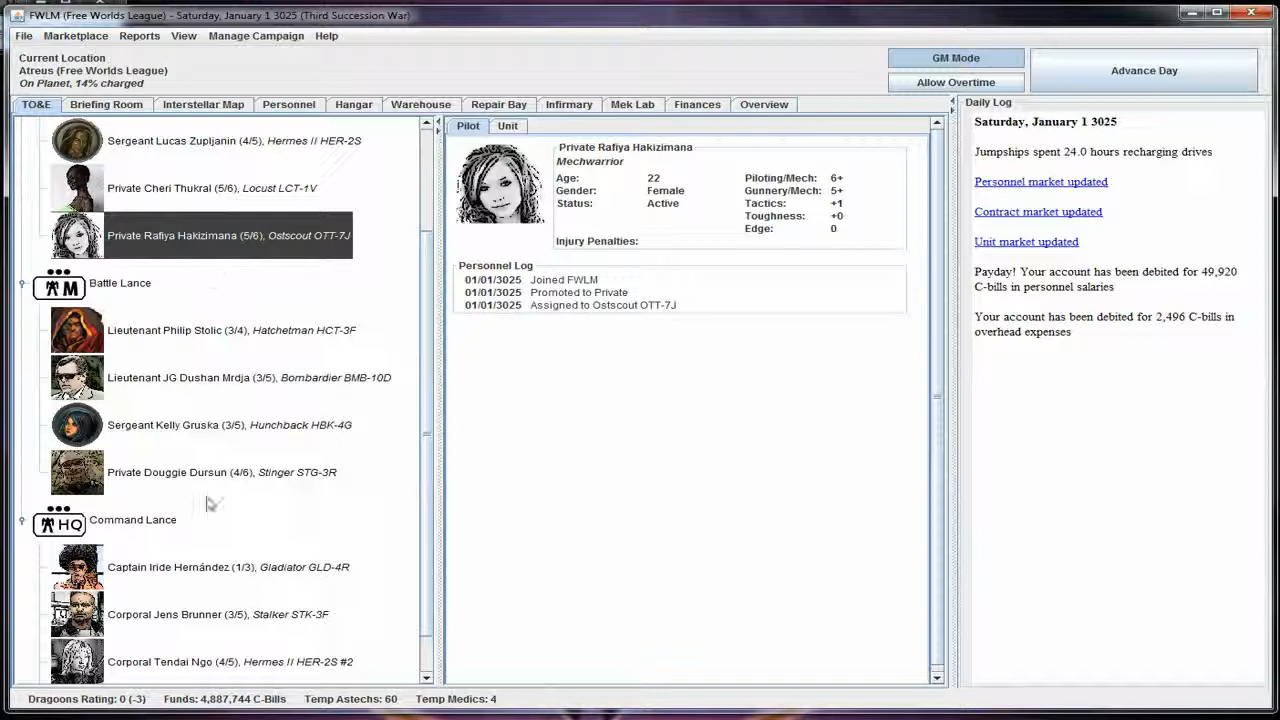 FWLM (Free Worlds League) - Saturday, January 1 3025 (Third Succession War)
File Marketplace Reports View Manage Campaign Help
Current Location
Atreus (Free Worlds League)
On Planet, 14% charged
GM Mode
Allow Overtime
Advance Day
TO&E Briefing Room Interstellar Map Personnel Hangar Warehouse Repair Bay Infirmary Mek Lab Finances Overview
Sergeant Lucas Zupljanin (4/5), Hermes II HER-2S
Private Cheri Thukral (5/6), Locust LCT-1V
Private Rafiya Hakizimana (5/6), Ostscout OTT-7J
M Battle Lance
Lieutenant Philip Stolic (3/4), Hatchetman HCT-3F
Lieutenant JG Dushan Mrdja (3/5), Bombardier BMB-10D
Sergeant Kelly Gruska (3/5), Hunchback HBK-4G
Private Douggie Dursun (4/6), Stinger STG-3R
HQ Command Lance
Captain Iride Hernández (1/3), Gladiator GLD-4R
Corporal Jens Brunner (3/5), Stalker STK-3F
Corporal Tendai Ngo (4/5), Hermes II HER-2S #2
Pilot Unit
Private Rafiya Hakizimana
Mechwarrior
Age: 22 Piloting/Mech: 6+
Gender: Female Gunnery/Mech: 5+
Status: Active Tactics: +1
Toughness: +0
Edge: 0
Injury Penalties:
Personnel Log
01/01/3025 Joined FWLM
01/01/3025 Promoted to Private
01/01/3025 Assigned to Ostscout OTT-7J
Daily Log
Saturday, January 1 3025
Jumpships spent 24.0 hours recharging drives
Personnel market updated
Contract market updated
Unit market updated
Payday! Your account has been debited for 49,920
C-bills in personnel salaries
Your account has been debited for 2,496 C-bills in
overhead expenses
Dragoons Rating: 0 (-3) Funds: 4,887,744 C-Bills Temp Astechs: 60 Temp Medics: 4